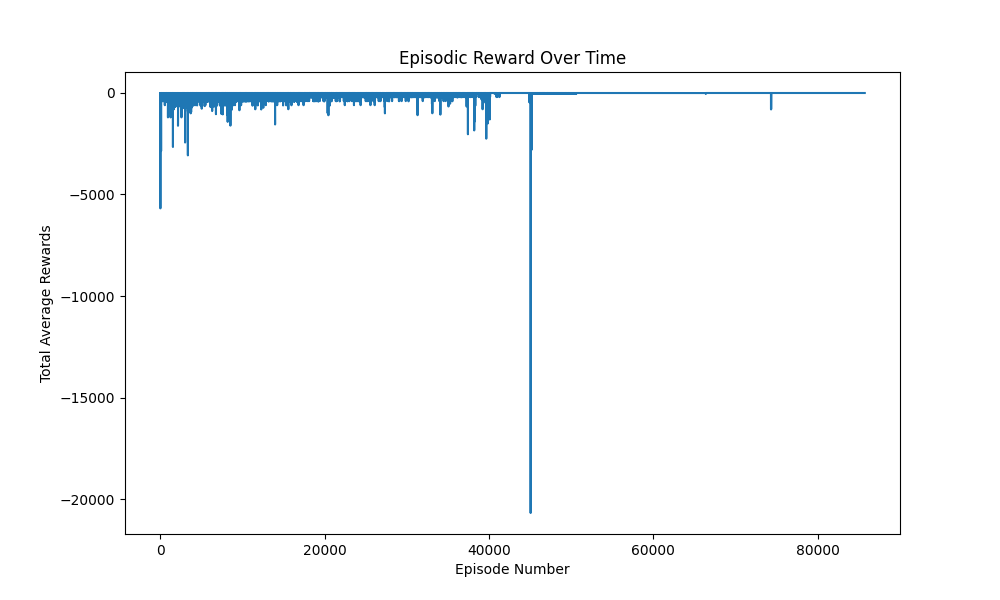 Episodic Reward Over Time
0
−5000
−10000
−15000
−20000
Total Average Rewards
0 20000 40000 60000 80000
Episode Number